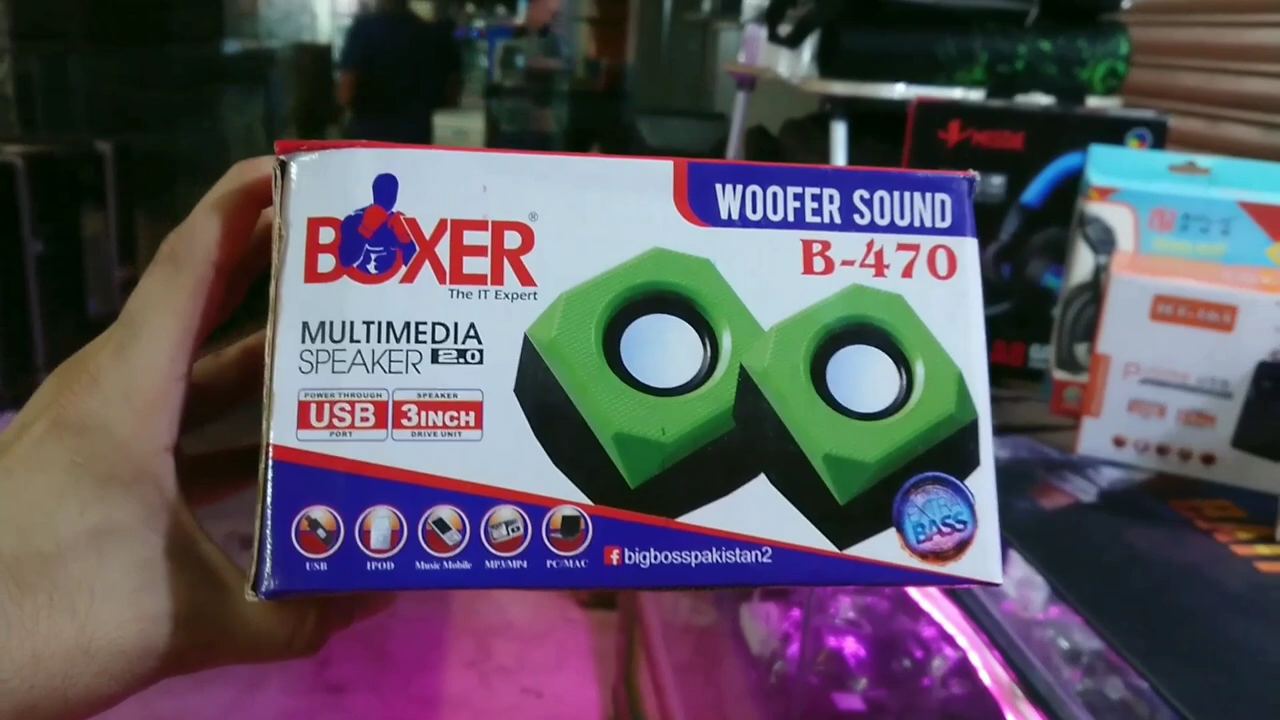 WOOFER SOUND
BOXER®
The IT Expert
B-470
MULTIMEDIA
SPEAKER 2.0
POWER THROUGH
USB
PORT
SPEAKER
3INCH
DRIVE UNIT
BASS
USB
IPOD
Music Mobile
MP3/MP4
PC/MAC
bigbosspakistan2